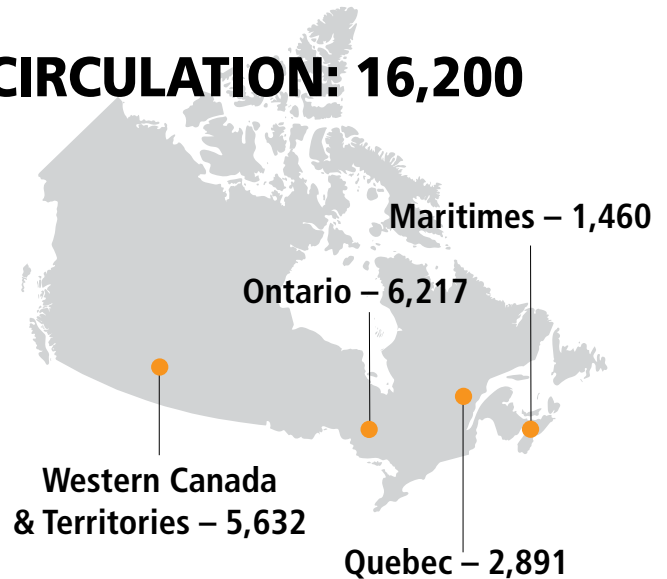 CIRCULATION: 16,200
Maritimes – 1,460
Ontario – 6,217
Western Canada
& Territories – 5,632
Quebec – 2,891